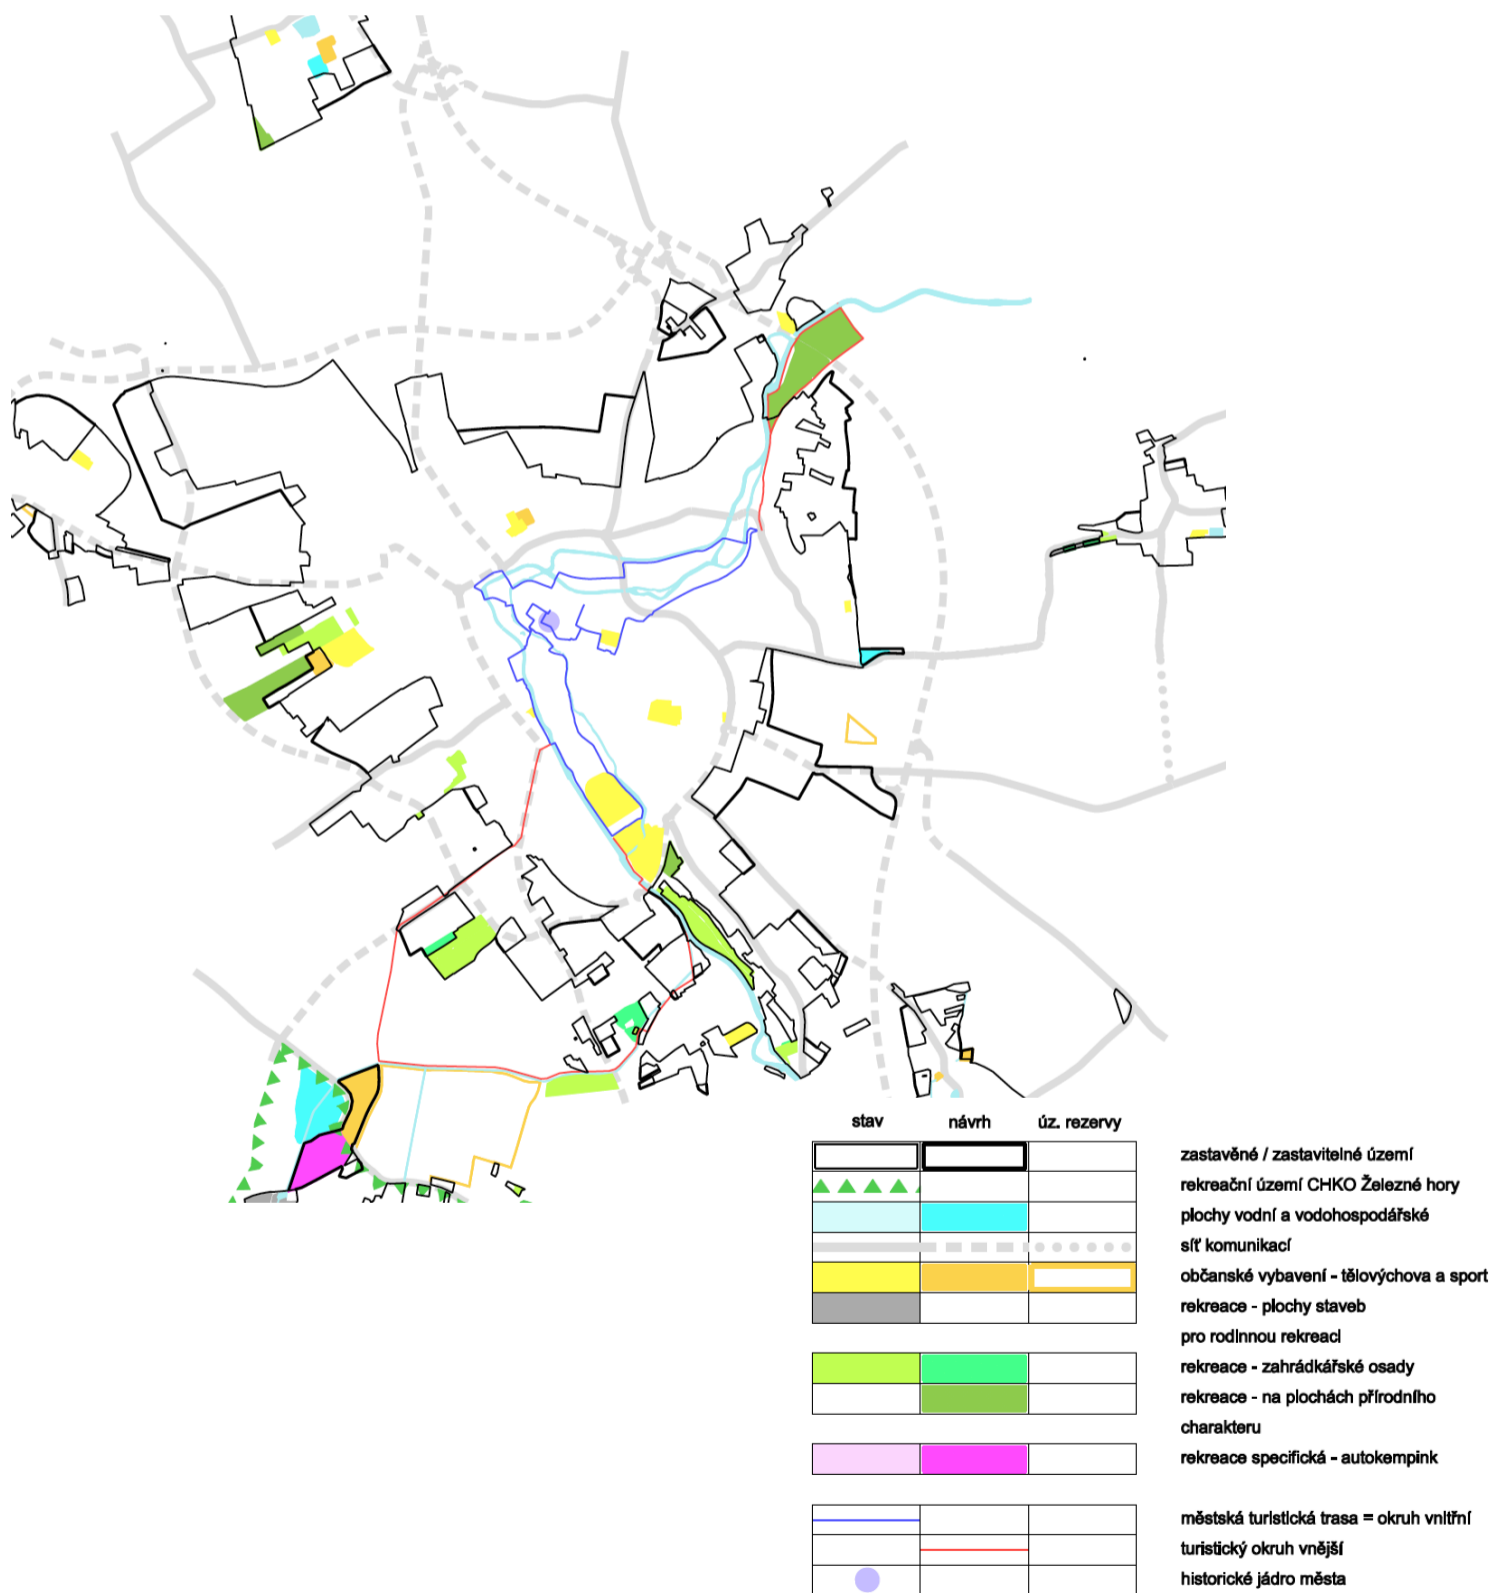 stav návrh úz. rezervy
zastavěné / zastavitelné území
rekreační území CHKO Železné hory
plochy vodní a vodohospodářské
síť komunikací
občanské vybavení - tělovýchova a sport
rekreace - plochy staveb
pro rodinnou rekreaci
rekreace - zahrádkářské osady
rekreace - na plochách přírodního
charakteru
rekreace specifická - autokempink
městská turistická trasa = okruh vnitřní
turistický okruh vnější
historické jádro města